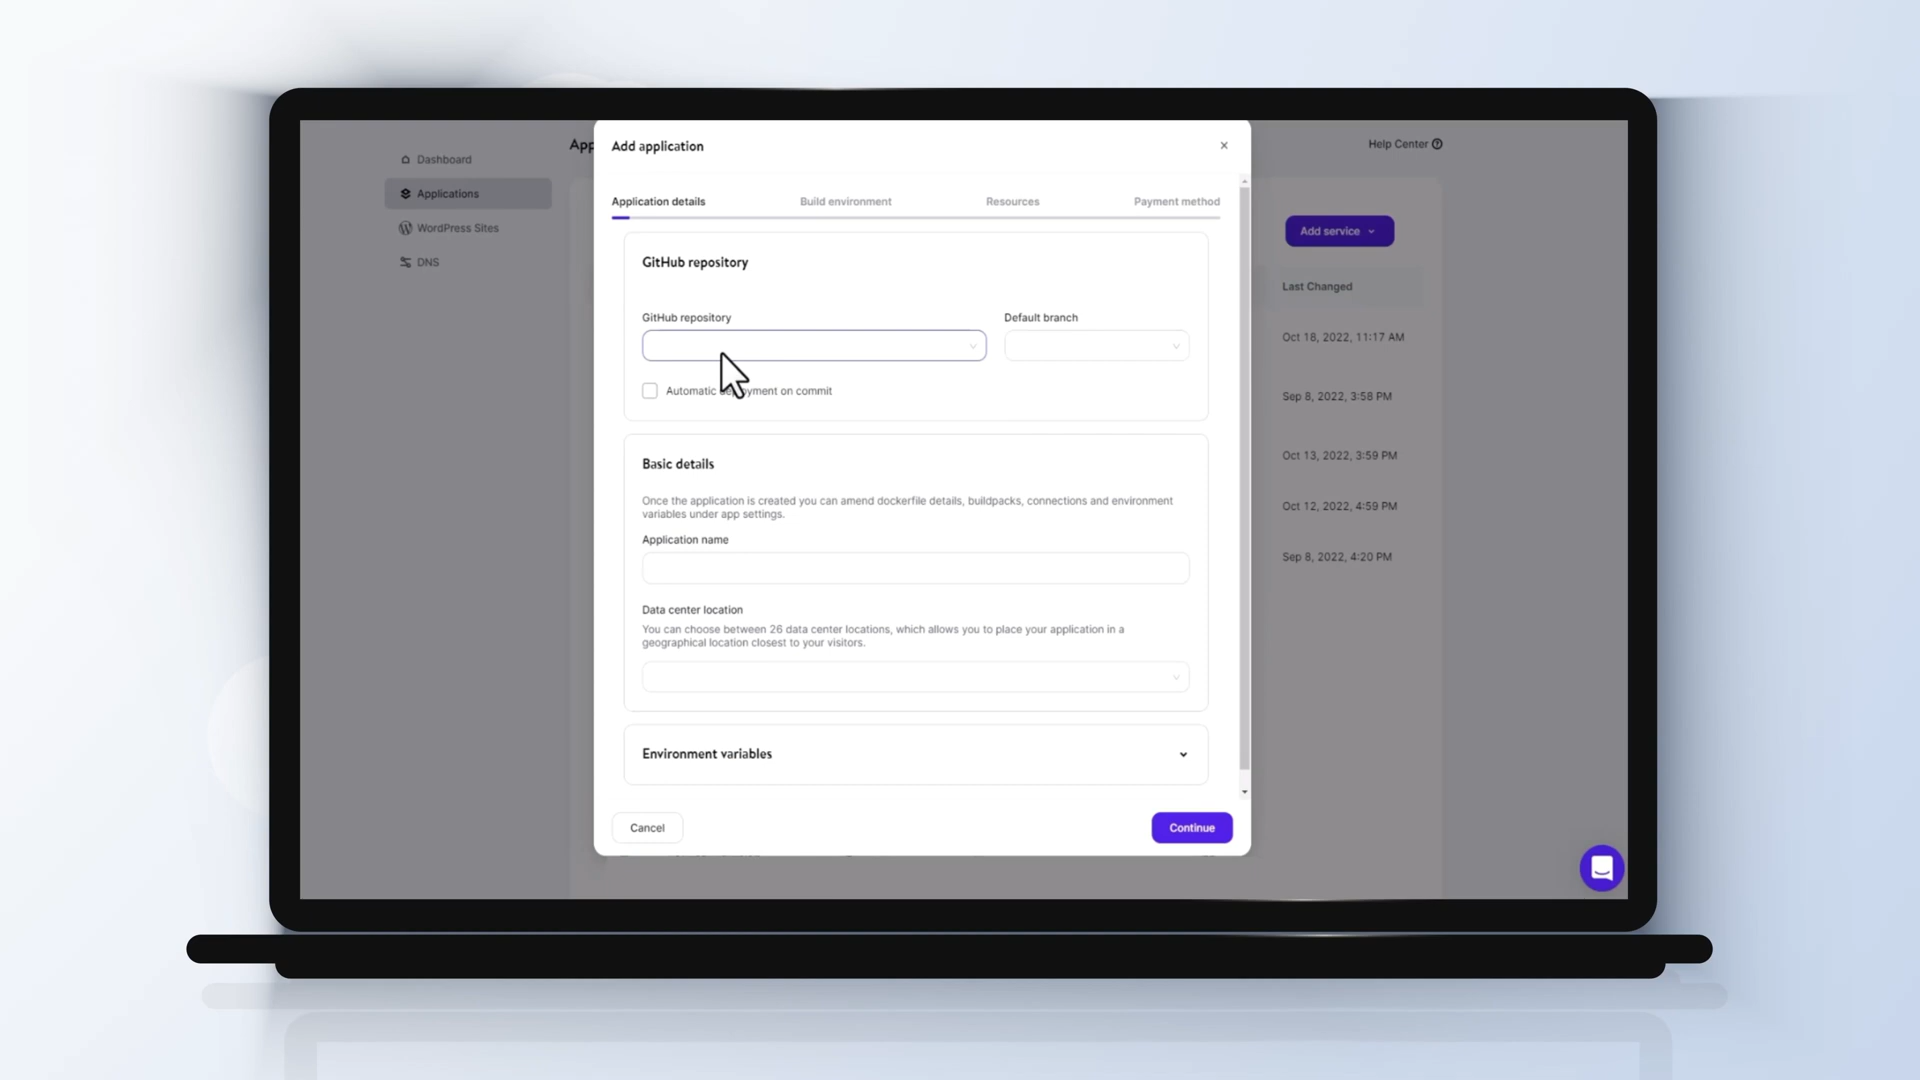 Dashboard
Applications
WordPress Sites
DNS
App
Help Center
Add service
Last Changed
Oct 18, 2022, 11:17 AM
Sep 8, 2022, 3:58 PM
Oct 13, 2022, 3:59 PM
Oct 12, 2022, 4:59 PM
Sep 8, 2022, 4:20 PM
Add application
Application details
Build environment
Resources
Payment method
GitHub repository
GitHub repository
Default branch
Automatic yment on commit
Basic details
Once the application is created you can amend dockerfile details, buildpacks, connections and environment
variables under app settings.
Application name
Data center location
You can choose between 26 data center locations, which allows you to place your application in a
geographical location closest to your visitors.
Environment variables
Cancel
Continue